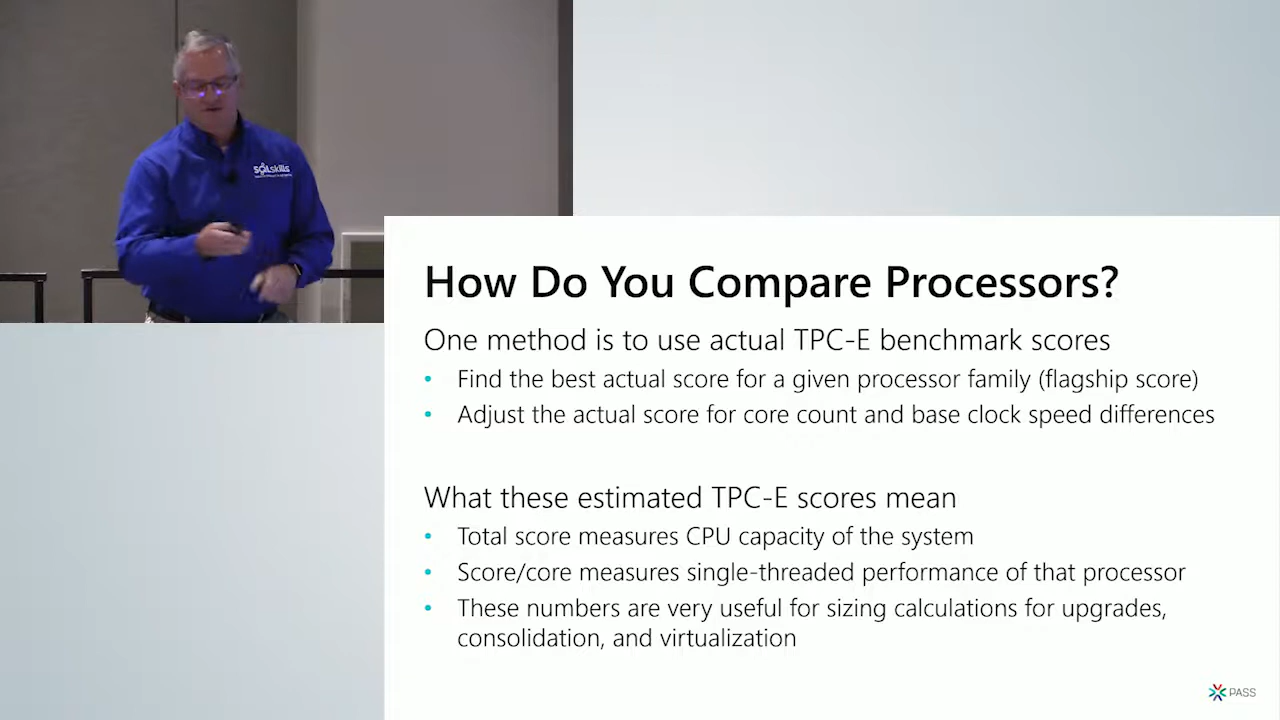 SQLskills
How Do You Compare Processors?
One method is to use actual TPC-E benchmark scores
• Find the best actual score for a given processor family (flagship score)
• Adjust the actual score for core count and base clock speed differences
What these estimated TPC-E scores mean
• Total score measures CPU capacity of the system
• Score/core measures single-threaded performance of that processor
• These numbers are very useful for sizing calculations for upgrades,
consolidation, and virtualization
PASS